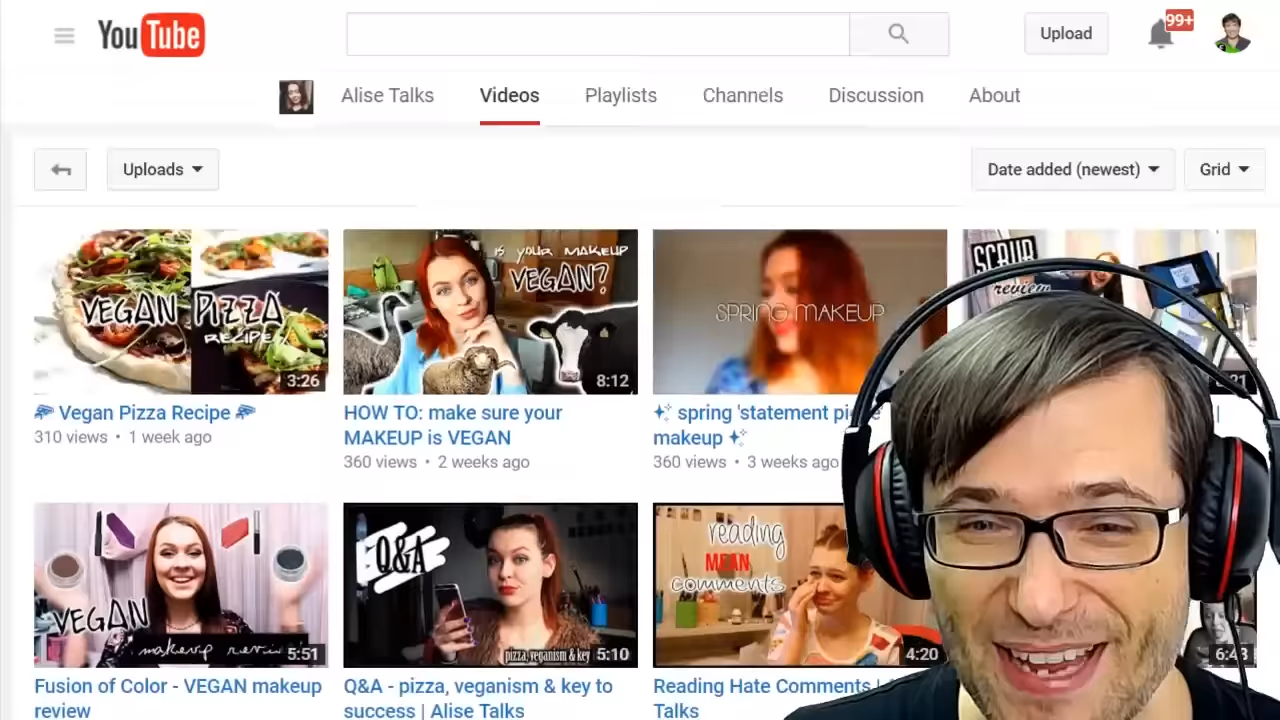 YouTube
Upload
99+
Alise Talks
Videos
Playlists
Channels
Discussion
About
Uploads
Date added (newest)
Grid
VEGAN PIZZA
RECIPE
3:26
IS YOUR MAKEUP
VEGAN?
8:12
SPRING MAKEUP
SCRUB
review
Vegan Pizza Recipe
310 views • 1 week ago
HOW TO: make sure your
MAKEUP is VEGAN
360 views • 2 weeks ago
spring 'statement
makeup
360 views • 3 weeks ago
VEGAN
makeup
5:51
Q&A
pizza, veganism & key
5:10
reading
MEAN
comments
4:20
6:43
Fusion of Color - VEGAN makeup
review
Q&A - pizza, veganism & key to
success | Alise Talks
Reading Hate Comments |
Talks